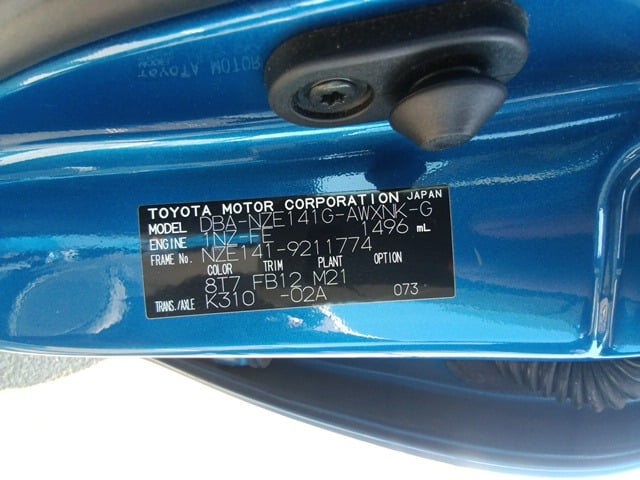 TOYOTA MOTOR CORPORATION JAPAN
MODEL DBA-NZE141G-AWXNK-G
ENGINE 1NZ-FE 1496 mL
FRAME No. NZE141-9211774
COLOR TRIM PLANT OPTION
8T7 FB12 M21
TRANS./AXLE K310 -02A 073